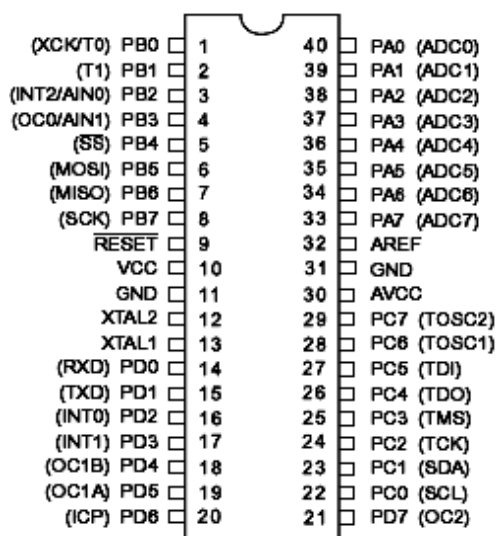 (XCK/T0) PB0 1 40 PA0 (ADC0)
(T1) PB1 2 39 PA1 (ADC1)
(INT2/AIN0) PB2 3 38 PA2 (ADC2)
(OC0/AIN1) PB3 4 37 PA3 (ADC3)
(SS) PB4 5 36 PA4 (ADC4)
(MOSI) PB5 6 35 PA5 (ADC5)
(MISO) PB6 7 34 PA6 (ADC6)
(SCK) PB7 8 33 PA7 (ADC7)
RESET 9 32 AREF
VCC 10 31 GND
GND 11 30 AVCC
XTAL2 12 29 PC7 (TOSC2)
XTAL1 13 28 PC6 (TOSC1)
(RXD) PD0 14 27 PC5 (TDI)
(TXD) PD1 15 26 PC4 (TDO)
(INT0) PD2 16 25 PC3 (TMS)
(INT1) PD3 17 24 PC2 (TCK)
(OC1B) PD4 18 23 PC1 (SDA)
(OC1A) PD5 19 22 PC0 (SCL)
(ICP) PD6 20 21 PD7 (OC2)